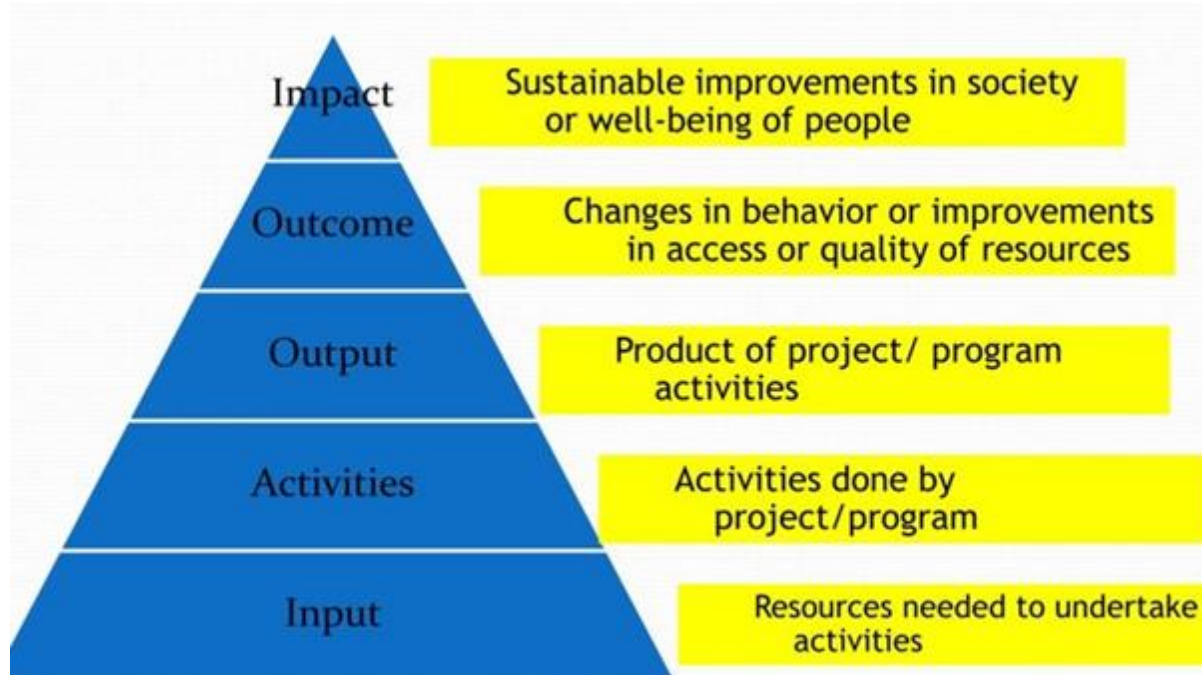 Impact
Sustainable improvements in society
or well-being of people
Outcome
Changes in behavior or improvements
in access or quality of resources
Output
Product of project/ program
activities
Activities
Activities done by
project/program
Input
Resources needed to undertake
activities